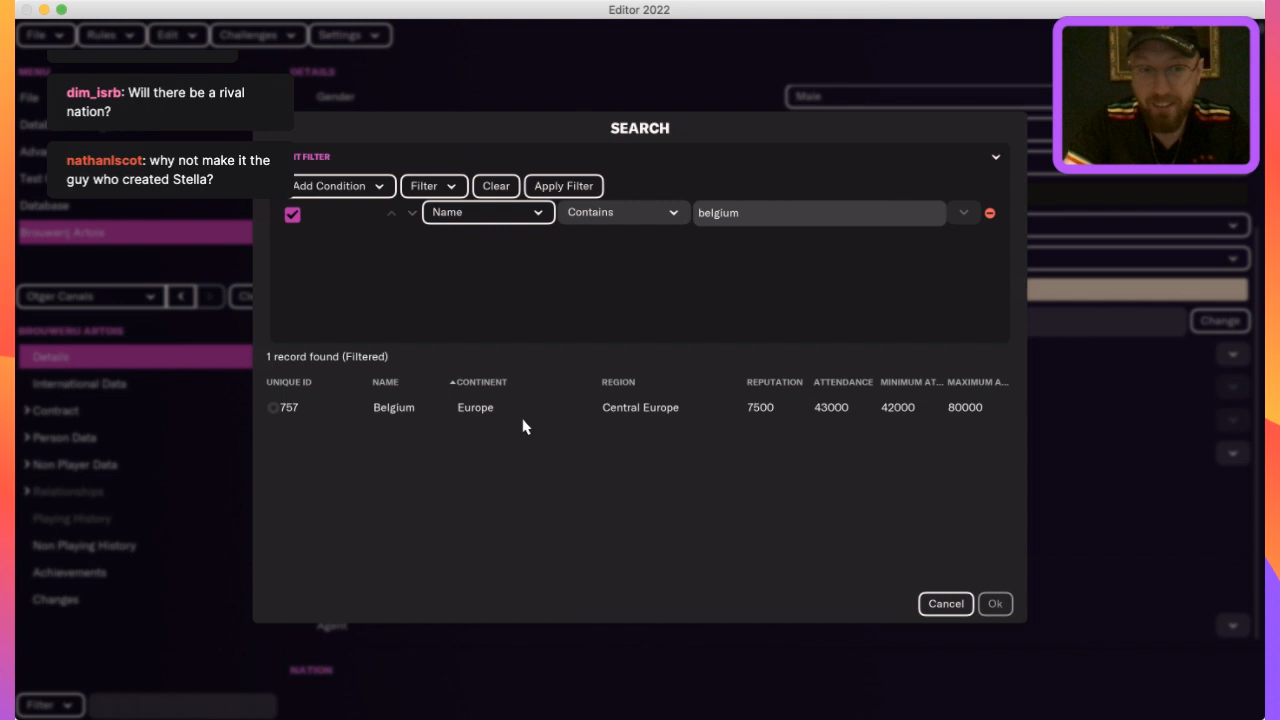 Editor 2022
File
Rules
Edit
Challenges
Settings
MENU
DETAILS
dim_isrb: Will there be a rival
nation?
File
Gender
Male
SEARCH
nathanlscot: why not make it the
guy who created Stella?
T FILTER
Add Condition
Filter
Clear
Apply Filter
Database
Name
Contains
belgium
Brouwerij Artois
Otger Canals
Change
BROUWERIJ ARTOIS
1 record found (Filtered)
Details
International Data
UNIQUE ID NAME CONTINENT REGION REPUTATION ATTENDANCE MINIMUM AT... MAXIMUM A...
757 Belgium Europe Central Europe 7500 43000 42000 80000
Contract
Person Data
Non Player Data
Relationships
Playing History
Non Playing History
Achievements
Changes
Cancel
Ok
Agent
NATION
Filter